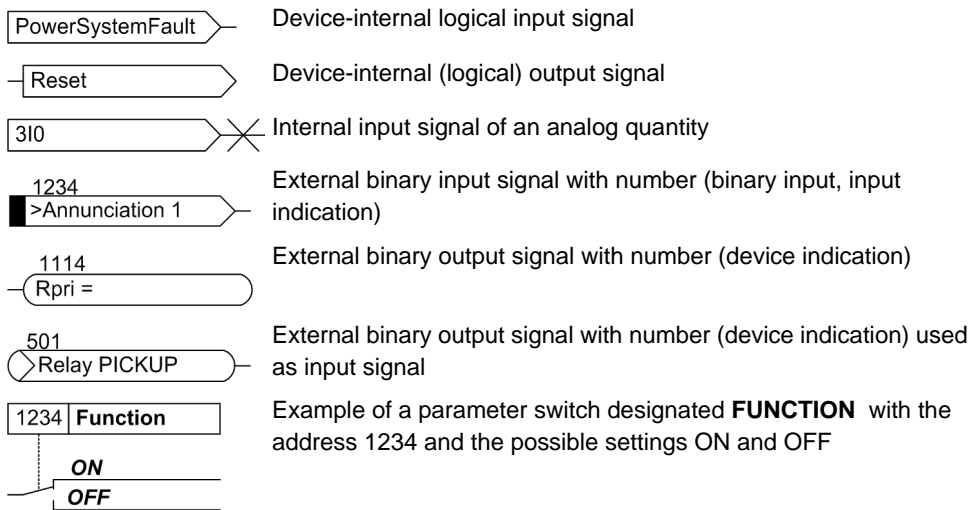 PowerSystemFault Device-internal logical input signal
Reset Device-internal (logical) output signal
3I0 Internal input signal of an analog quantity
1234 External binary input signal with number (binary input, input
>Annunciation 1 indication)
1114 External binary output signal with number (device indication)
Rpri =
501 External binary output signal with number (device indication) used
Relay PICKUP as input signal
1234 Function Example of a parameter switch designated FUNCTION with the
address 1234 and the possible settings ON and OFF
ON
OFF